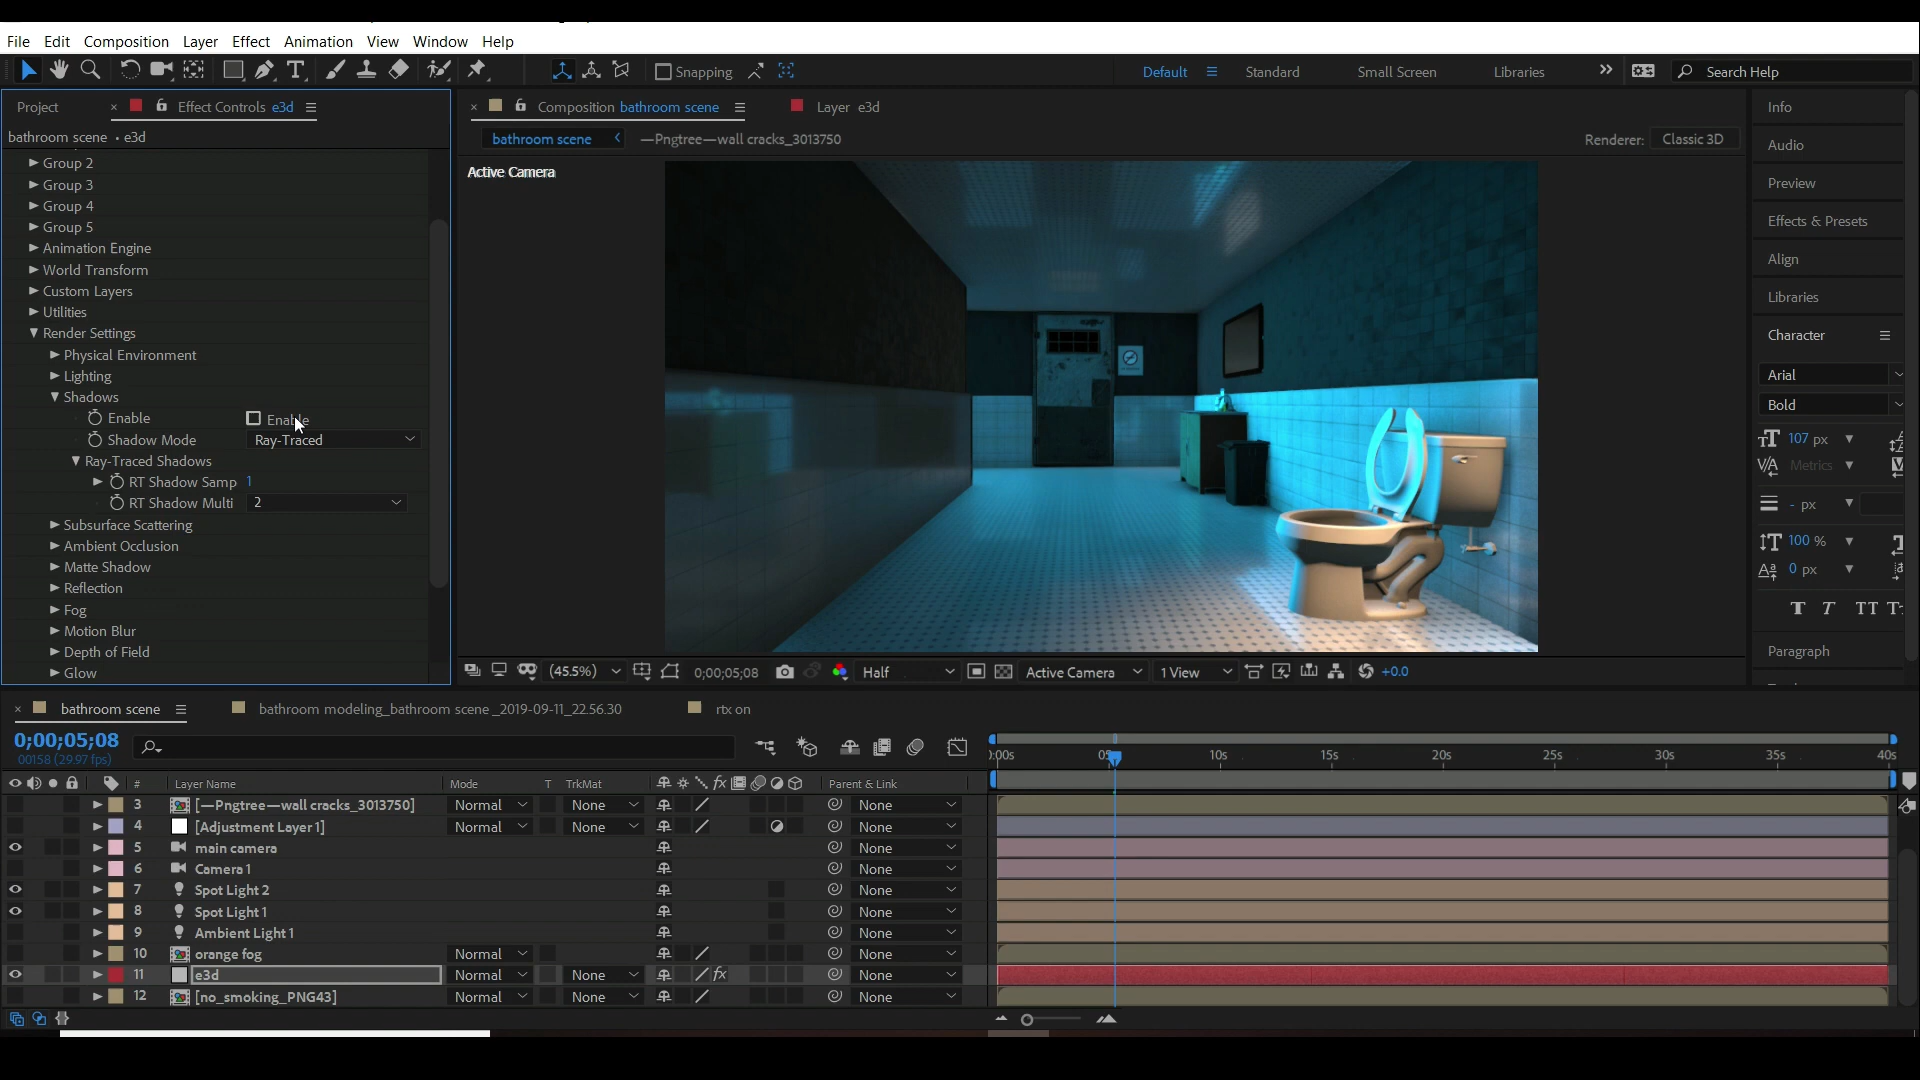 File Edit Composition Layer Effect Animation View Window Help
Snapping
Default Standard Small Screen Libraries Search Help
Project Effect Controls e3d
bathroom scene • e3d
Group 2
Group 3
Group 4
Group 5
Animation Engine
World Transform
Custom Layers
Utilities
Render Settings
Physical Environment
Lighting
Shadows
Enable Enable
Shadow Mode Ray-Traced
Ray-Traced Shadows
RT Shadow Samp 1
RT Shadow Multi 2
Subsurface Scattering
Ambient Occlusion
Matte Shadow
Reflection
Fog
Motion Blur
Depth of Field
Glow
Composition bathroom scene Layer e3d
bathroom scene —Pngtree—wall cracks_3013750
Renderer: Classic 3D
Active Camera
(45.5%) 0;00;05;08 Half Active Camera 1 View +0.0
Info
Audio
Preview
Effects & Presets
Align
Libraries
Character
Arial
Bold
107 px
Metrics
- px
100 %
0 px
T T TT
Paragraph
bathroom scene bathroom modeling_bathroom scene _2019-09-11_22.56.30 rtx on
0;00;05;08
00158 (29.97 fps)
# Layer Name Mode T TrkMat Parent & Link
3 [—Pngtree—wall cracks_3013750] Normal None None
4 [Adjustment Layer 1] Normal None None
5 main camera None
6 Camera 1 None
7 Spot Light 2 None
8 Spot Light 1 None
9 Ambient Light 1 None
10 orange fog Normal None
11 e3d Normal None fx None
12 [no_smoking_PNG43] Normal None None
10s 15s 20s 25s 30s 35s 40s